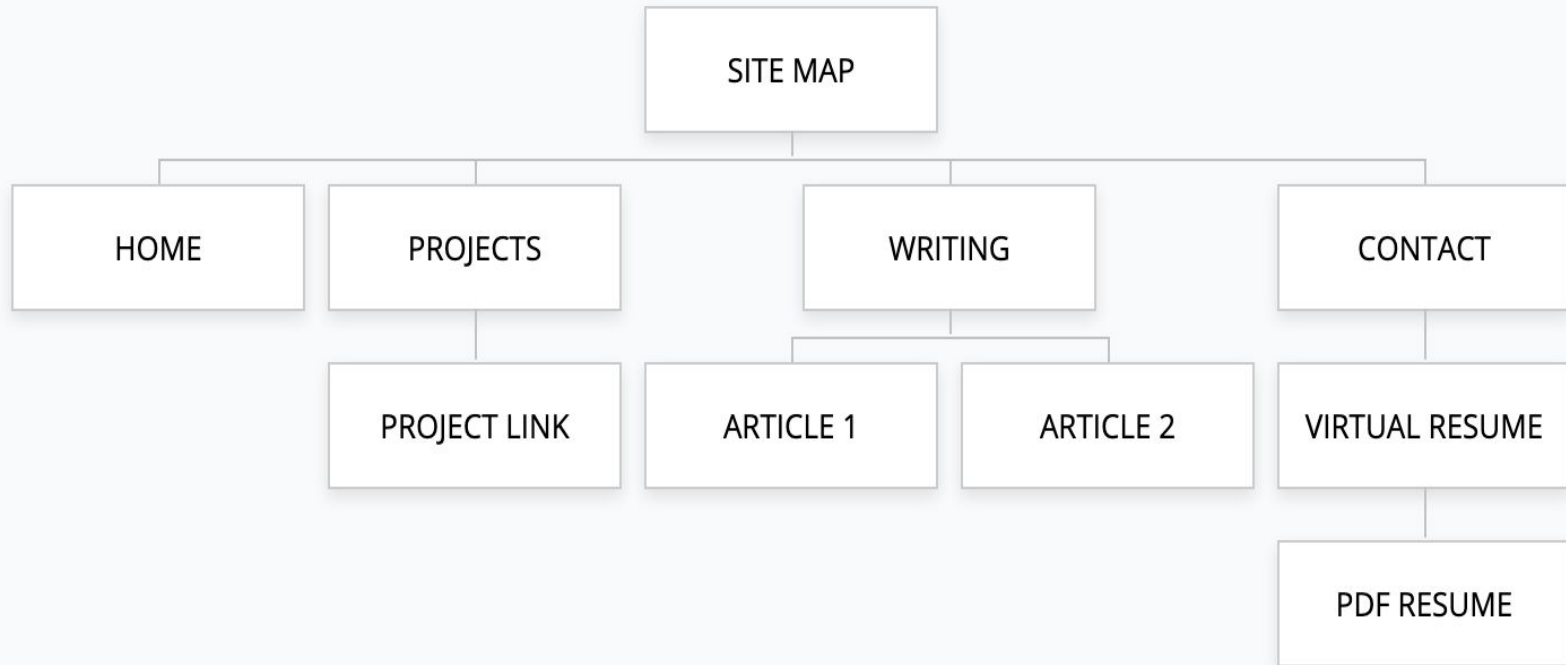 SITE MAP
HOME
PROJECTS
WRITING
CONTACT
PROJECT LINK
ARTICLE 1
ARTICLE 2
VIRTUAL RESUME
PDF RESUME